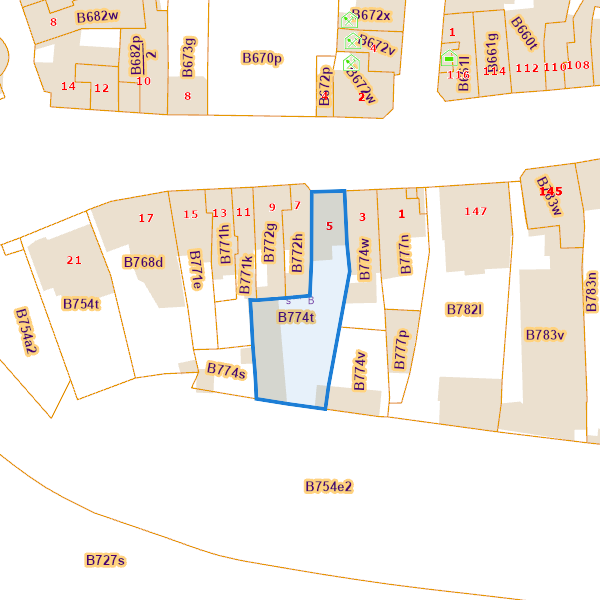 8
B682w
B682p
2
B673g
14
12
10
8
B670p
B672x
B672v
B672p
B672w
2
1
B660t
B661g
B661l
116
114
112
110
108
17
15
13
11
9
7
5
3
1
147
B783w
145
21
B768d
B771h
B771e
B771k
B772g
B772h
B774w
B777n
B754t
B754a2
s B
B774t
B782l
B783n
B783v
B777p
B774v
B774s
B754e2
B727s